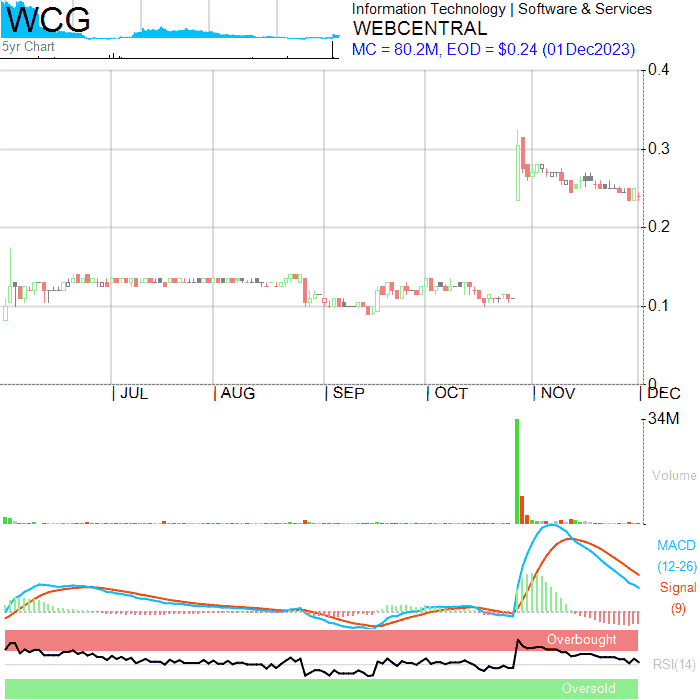 WCG
5yr Chart
Information Technology | Software & Services
WEBCENTRAL
MC = 80.2M, EOD = $0.24 (01Dec2023)
0.4
0.3
0.2
0.1
0
| JUL | AUG | SEP | OCT | NOV | DEC
34M
Volume
MACD
(12-26)
Signal
(9)
Overbought
RSI(14)
Oversold